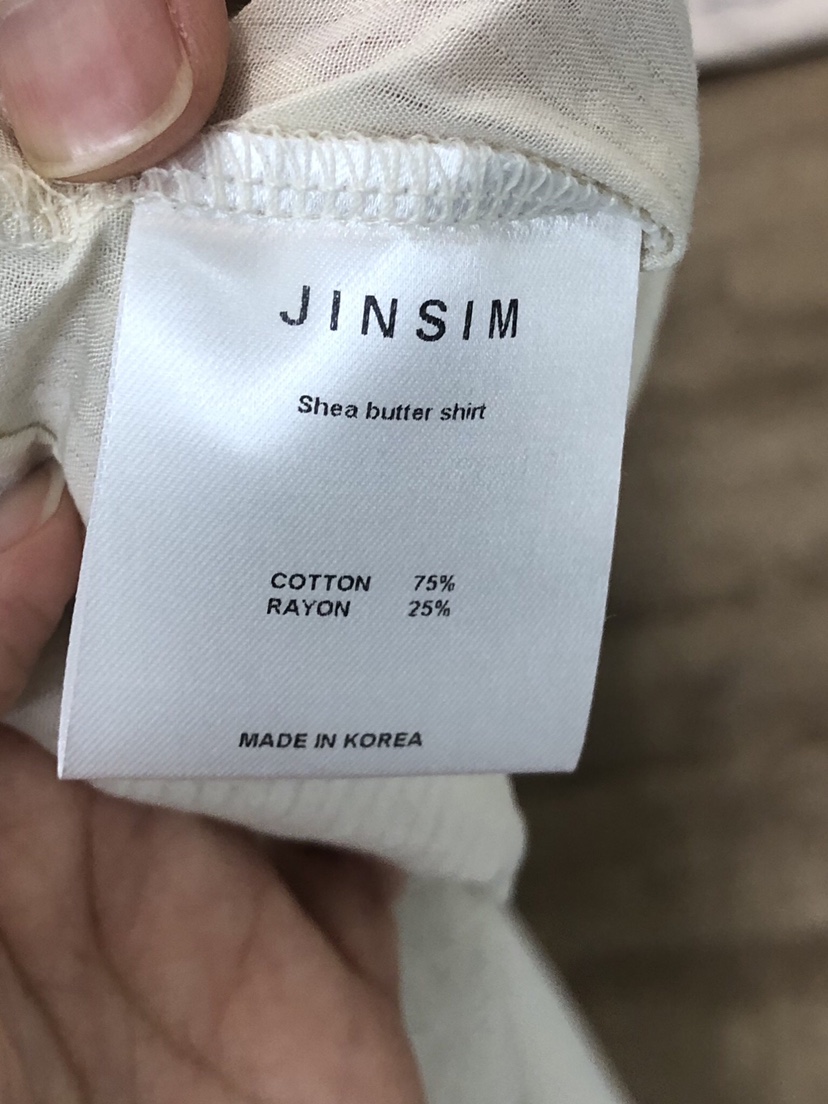 JINSIM
Shea butter shirt
COTTON 75%
RAYON 25%
MADE IN KOREA